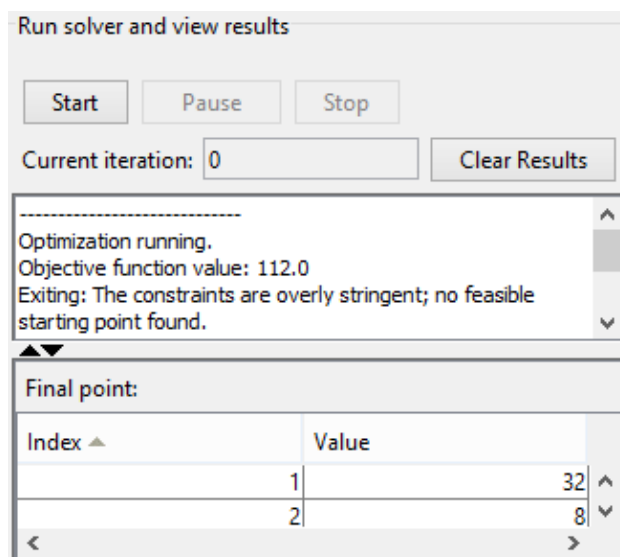 Run solver and view results
Start Pause Stop
Current iteration: 0 Clear Results
------------------------------
Optimization running.
Objective function value: 112.0
Exiting: The constraints are overly stringent; no feasible
starting point found.
Final point:
Index Value
1 32
2 8